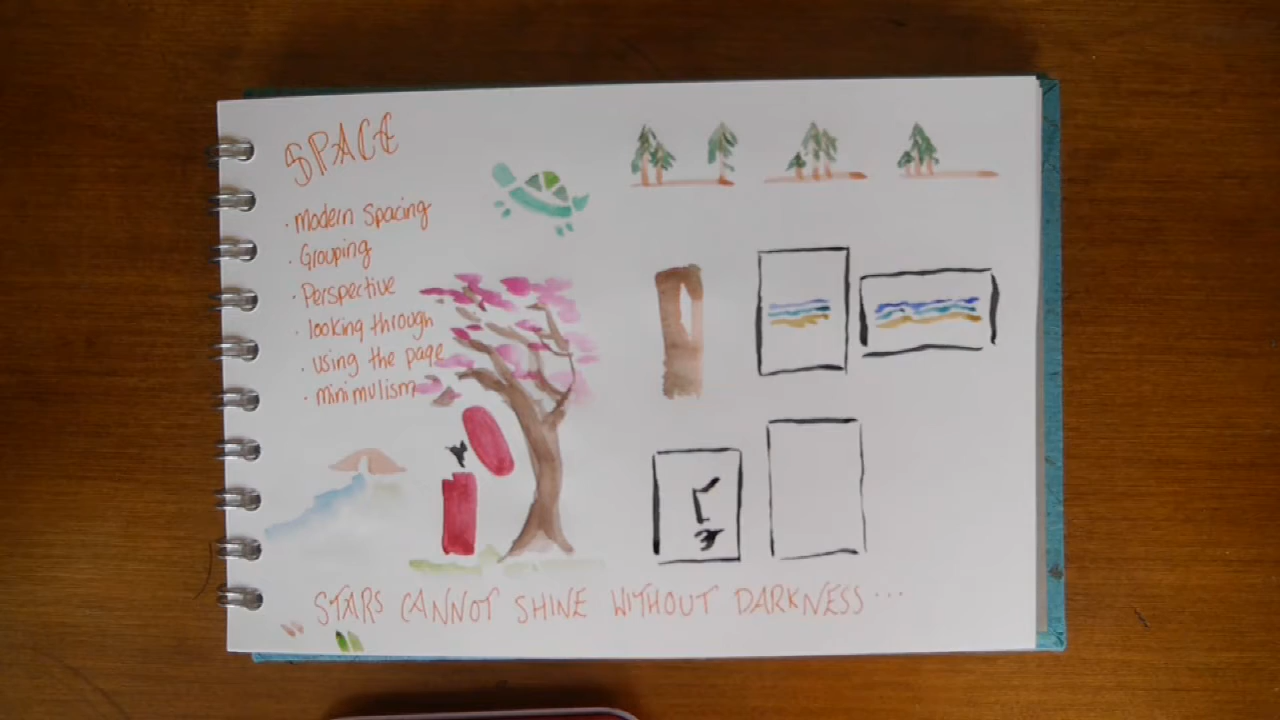 SPACE
· Modern Spacing
· Grouping
· Perspective
· looking through
· using the page
· minimulism
STARS CANNOT SHINE WITHOUT DARKNESS...